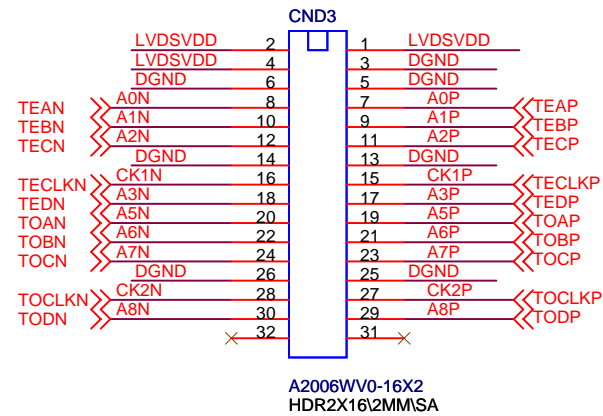 CND3
LVDSVDD 2 1 LVDSVDD
LVDSVDD 4 3 DGND
DGND 6 5 DGND
TEAN A0N 8 7 A0P TEAP
TEBN A1N 10 9 A1P TEBP
TECN A2N 12 11 A2P TECP
DGND 14 13 DGND
TECLKN CK1N 16 15 CK1P TECLKP
TEDN A3N 18 17 A3P TEDP
TOAN A5N 20 19 A5P TOAP
TOBN A6N 22 21 A6P TOBP
TOCN A7N 24 23 A7P TOCP
DGND 26 25 DGND
TOCLKN CK2N 28 27 CK2P TOCLKP
TODN A8N 30 29 A8P TODP
32 31
A2006WV0-16X2
HDR2X16\2MM\SA